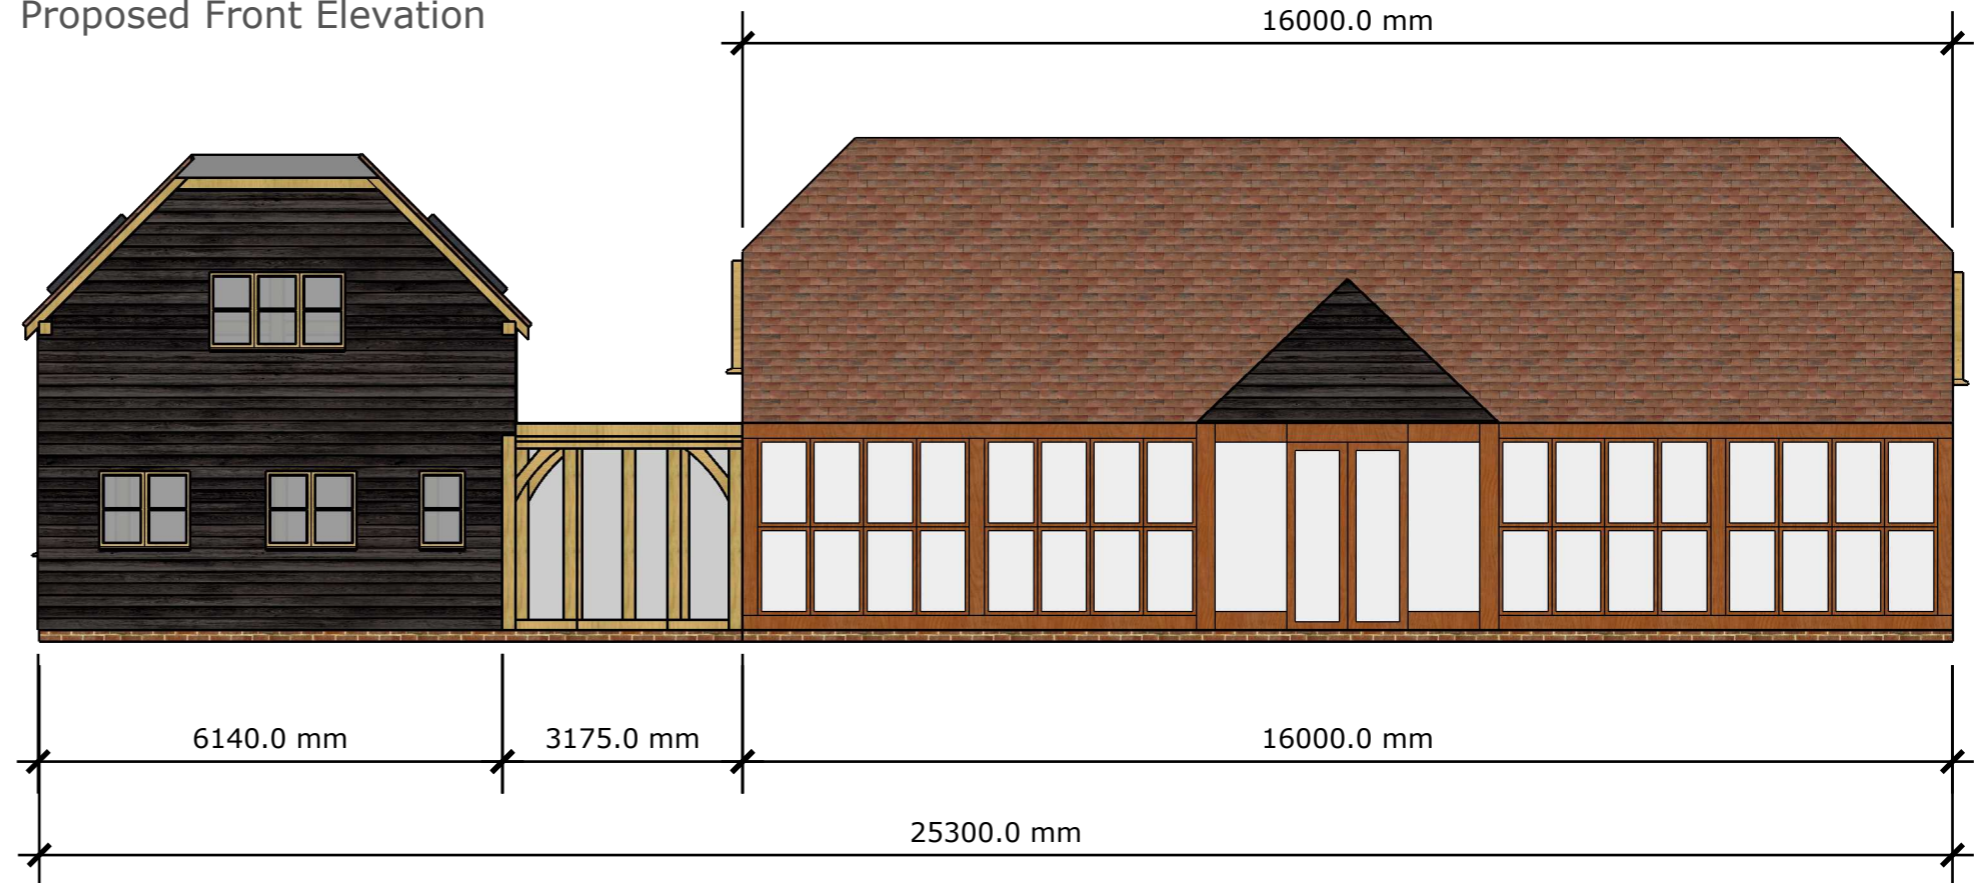 Proposed Front Elevation
16000.0 mm
6140.0 mm
3175.0 mm
16000.0 mm
25300.0 mm